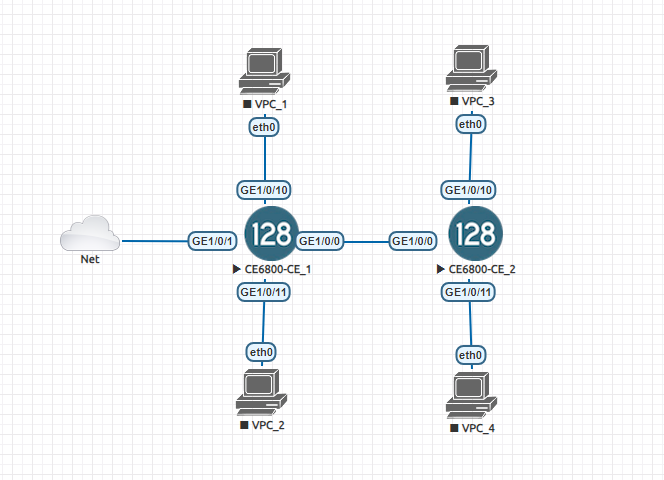 VPC_1
VPC_3
eth0
eth0
GE1/0/10
GE1/0/10
128
128
GE1/0/1
GE1/0/0
GE1/0/0
Net
CE6800-CE_1
CE6800-CE_2
GE1/0/11
GE1/0/11
eth0
eth0
VPC_2
VPC_4